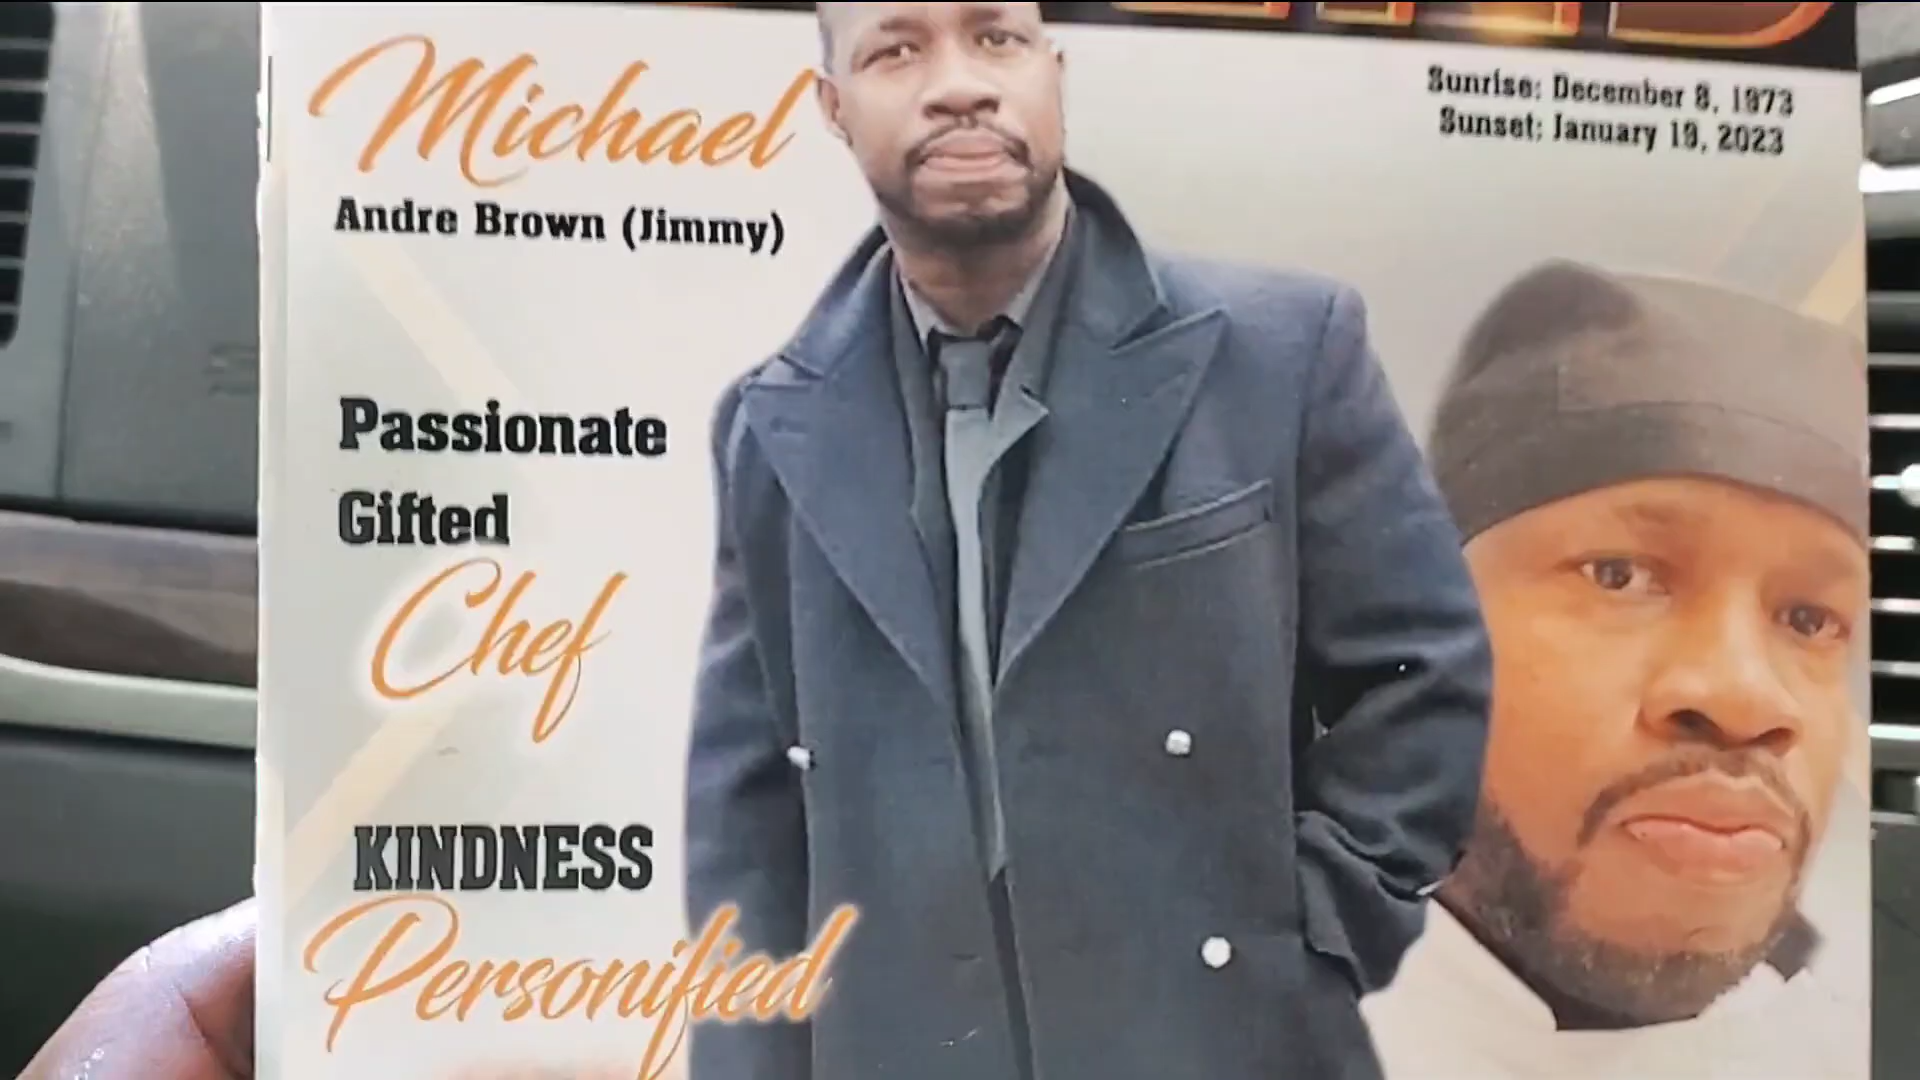 Michael
Andre Brown (Jimmy)
Sunrise: December 8, 1973
Sunset: January 19, 2023
Passionate
Gifted
Chef
KINDNESS
Personified